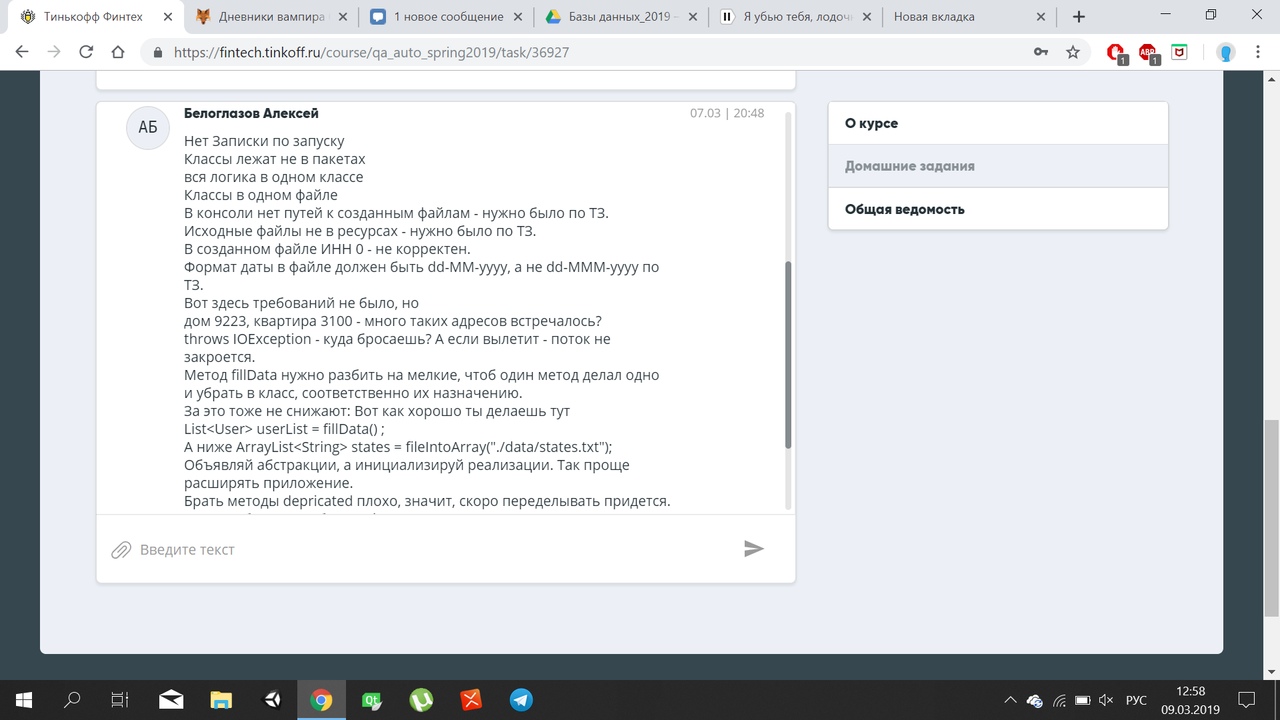 Тинькофф Финтех
Дневники вампира
1 новое сообщение
Базы данных_2019 -
Я убью тебя, лодоч
Новая вкладка
https://fintech.tinkoff.ru/course/qa_auto_spring2019/task/36927
Белоглазов Алексей
07.03 | 20:48
АБ
Нет Записки по запуску
Классы лежат не в пакетах
вся логика в одном классе
Классы в одном файле
В консоли нет путей к созданным файлам - нужно было по ТЗ.
Исходные файлы не в ресурсах - нужно было по ТЗ.
В созданном файле ИНН 0 - не корректен.
Формат даты в файле должен быть dd-MM-yyyy, а не dd-MMM-yyyy по
ТЗ.
Вот здесь требований не было, но
дом 9223, квартира 3100 - много таких адресов встречалось?
throws IOException - куда бросаешь? А если вылетит - поток не
закроется.
Метод fillData нужно разбить на мелкие, чтоб один метод делал одно
и убрать в класс, соответственно их назначению.
За это тоже не снижают: Вот как хорошо ты делаешь тут
List<User> userList = fillData() ;
А ниже ArrayList<String> states = fileIntoArray("./data/states.txt");
Объявляй абстракции, а инициализируй реализации. Так проще
расширять приложение.
Брать методы depricated плохо, значит, скоро переделывать придется.
Введите текст
О курсе
Домашние задания
Общая ведомость
РУС
12:58
09.03.2019